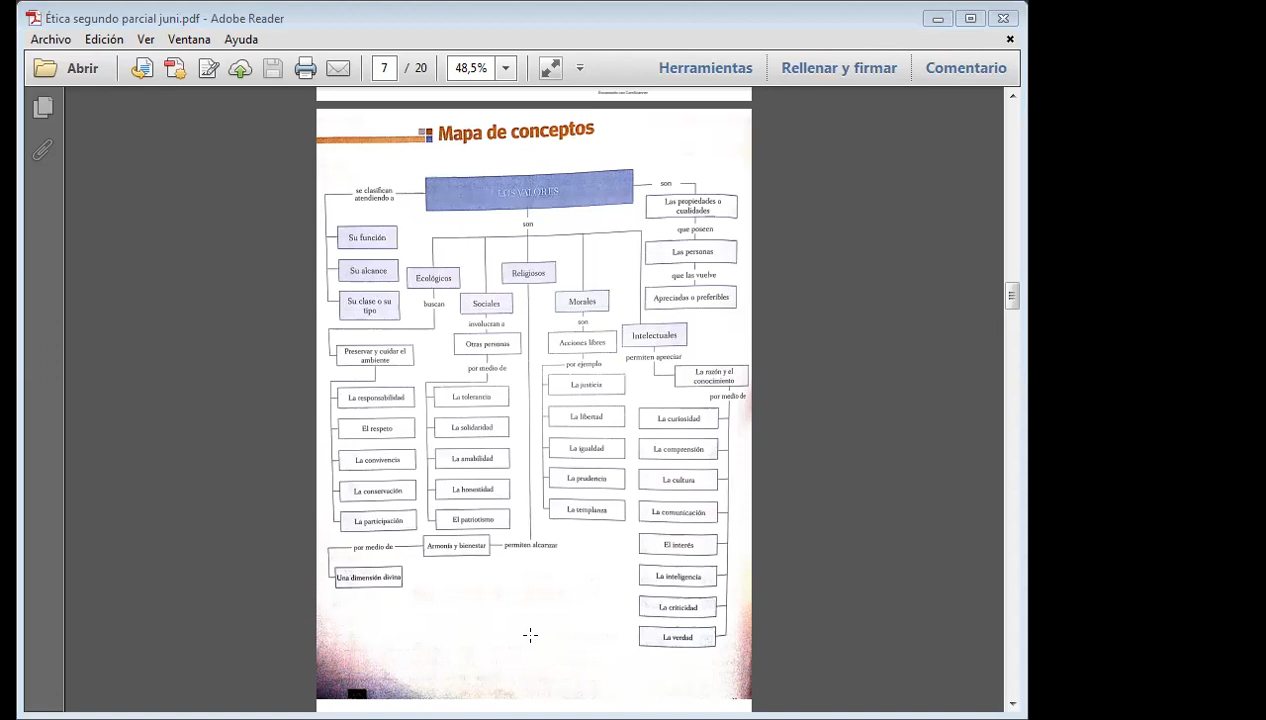 Ética segundo parcial juni.pdf - Adobe Reader
Archivo Edición Ver Ventana Ayuda
Abrir 7 / 20 48,5% Herramientas Rellenar y firmar Comentario
Mapa de conceptos
LOS VALORES
se clasifican
atendiendo a
Su función
Su alcance
Su clase o su
tipo
son
Las propiedades o
cualidades
que poseen
Las personas
que las vuelve
Apreciadas o preferibles
son
Ecológicos
buscan
Preservar y cuidar el
ambiente
La responsabilidad
El respeto
La convivencia
La conservación
La participación
Sociales
involucran a
Otras personas
por medio de
La tolerancia
La solidaridad
La amabilidad
La honestidad
El patriotismo
Religiosos
permiten alcanzar
Armonía y bienestar
por medio de
Una dimensión divina
Morales
son
Acciones libres
por ejemplo
La justicia
La libertad
La igualdad
La prudencia
La templanza
Intelectuales
permiten apreciar
La razón y el
conocimiento
por medio de
La curiosidad
La comprensión
La cultura
La comunicación
El interés
La inteligencia
La criticidad
La verdad